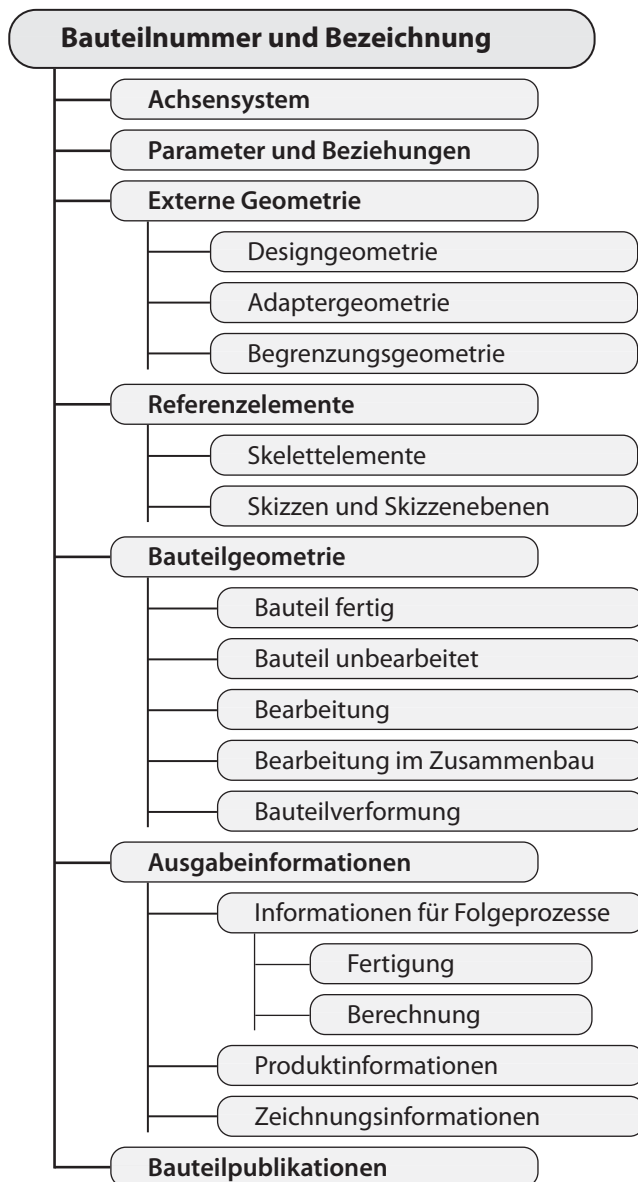 Bauteilnummer und Bezeichnung
Achsensystem
Parameter und Beziehungen
Externe Geometrie
Designgeometrie
Adaptergeometrie
Begrenzungsgeometrie
Referenzelemente
Skelettelemente
Skizzen und Skizzenebenen
Bauteilgeometrie
Bauteil fertig
Bauteil unbearbeitet
Bearbeitung
Bearbeitung im Zusammenbau
Bauteilverformung
Ausgabeinformationen
Informationen für Folgeprozesse
Fertigung
Berechnung
Produktinformationen
Zeichnungsinformationen
Bauteilpublikationen